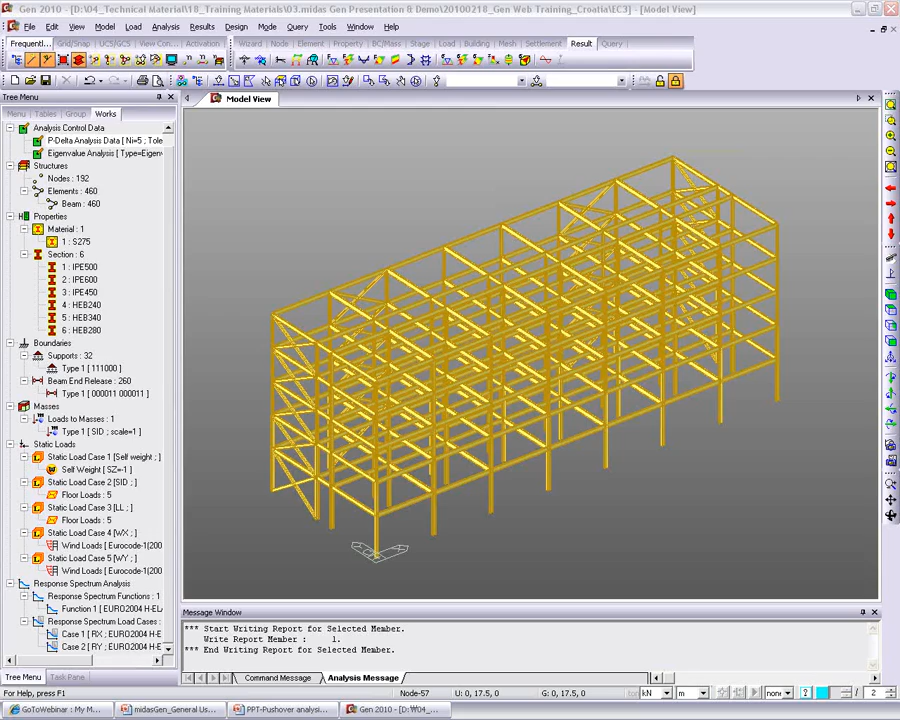 Gen 2010 - [D:\04_Technical Material\18_Training Materials\03.midas Gen Presentation & Demo\20100218_Gen Web Training_Croatia\EC3] - [Model View]
File Edit View Model Load Analysis Results Design Mode Query Tools Window Help
Frequentl... Grid/Snap UCS/GCS View Con... Activation Wizard Node Element Property BC/Mass Stage Load Building Mesh Settlement Result Query
Tree Menu
Model View
Menu Tables Group Works
Analysis Control Data
P-Delta Analysis Data [ Ni=5 ; Tole
Eigenvalue Analysis [ Type=Eigen
Structures
Nodes : 192
Elements : 460
Beam : 460
Properties
Material : 1
1 : S275
Section : 6
1 : IPE500
2 : IPE600
3 : IPE450
4 : HEB240
5 : HEB340
6 : HEB280
Boundaries
Supports : 32
Type 1 [ 111000 ]
Beam End Release : 260
Type 1 [ 000011 000011 ]
Masses
Loads to Masses : 1
Type 1 [ SID ; scale=1 ]
Static Loads
Static Load Case 1 [Self weight ;
Self Weight [ SZ=-1 ]
Static Load Case 2 [SID ; ]
Floor Loads : 5
Static Load Case 3 [LL ; ]
Floor Loads : 5
Static Load Case 4 [WX ; ]
Wind Loads [ Eurocode-1(200
Static Load Case 5 [WY ; ]
Wind Loads [ Eurocode-1(200
Response Spectrum Analysis
Response Spectrum Functions : 1
Function 1 [ EURO2004 H-EL
Response Spectrum Load Cases :
Case 1 [ RX ; EURO2004 H-E
Case 2 [ RY ; EURO2004 H-E
Message Window
*** Start Writing Report for Selected Member.
Write Report Member : 1.
*** End Writing Report for Selected Member.
Tree Menu Task Pane
Command Message Analysis Message
For Help, press F1 Node-57 U: 0, 17.5, 0 G: 0, 17.5, 0 kN m none 2
GoToWebinar : My M... midasGen_General Us... PPT-Pushover analysi... Gen 2010 - [D:₩04_...